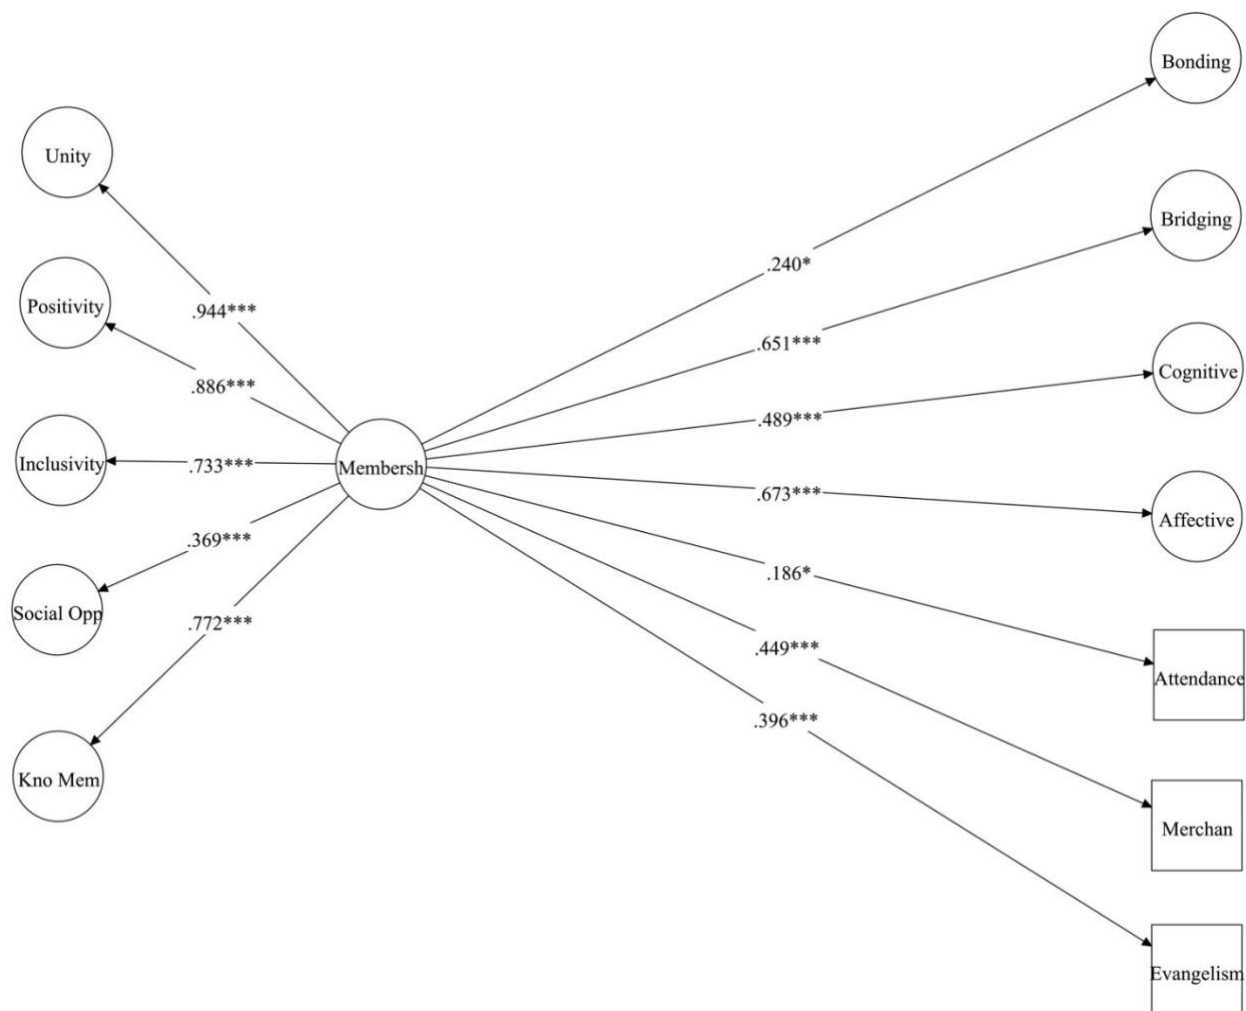 Unity
Positivity
Inclusivity
Social Opp
Kno Mem
.944***
.886***
.733***
.369***
.772***
Membersh
.240*
.651***
.489***
.673***
.186*
.449***
.396***
Bonding
Bridging
Cognitive
Affective
Attendance
Merchan
Evangelism